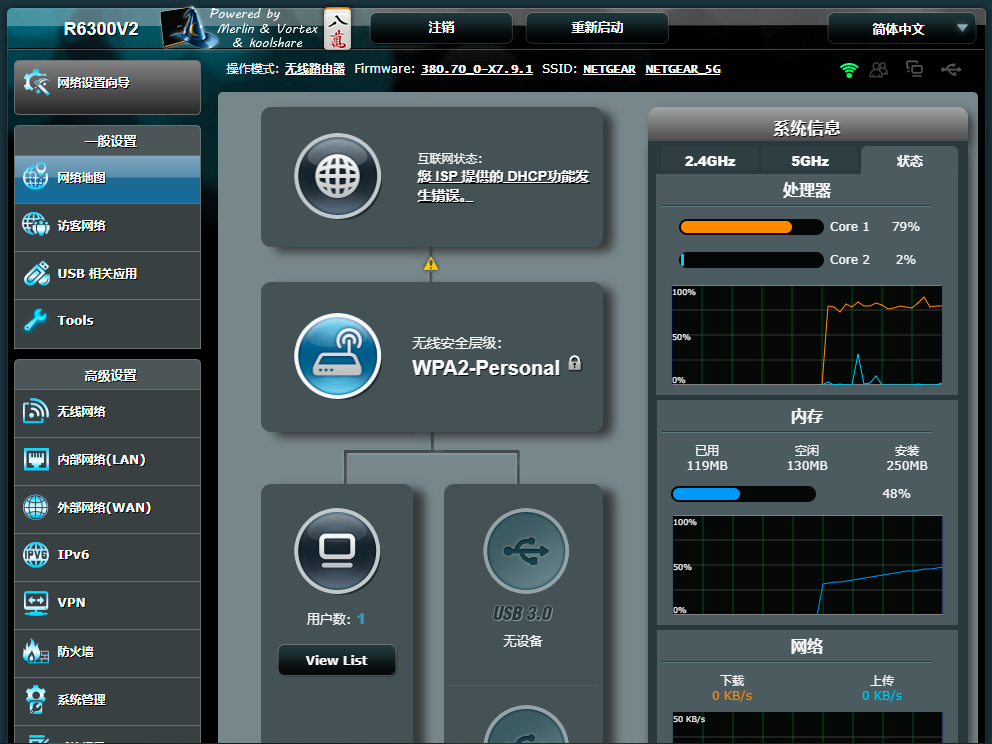 R6300V2
Powered by
Merlin & Vortex
& koolshare
八
萬
注销
重新启动
简体中文
操作模式: 无线路由器 Firmware: 380.70_0-X7.9.1 SSID: NETGEAR NETGEAR_5G
网络设置向导
一般设置
网络地图
访客网络
USB 相关应用
Tools
高级设置
无线网络
内部网络(LAN)
外部网络(WAN)
IPv6
VPN
防火墙
系统管理
互联网状态:
您 ISP 提供的 DHCP功能发
生错误。
无线安全层级:
WPA2-Personal
用户数: 1
View List
USB 3.0
无设备
系统信息
2.4GHz 5GHz 状态
处理器
Core 1 79%
Core 2 2%
100%
50%
0%
内存
已用 空闲 安装
119MB 130MB 250MB
48%
100%
50%
0%
网络
下载 上传
0 KB/s 0 KB/s
50 KB/s